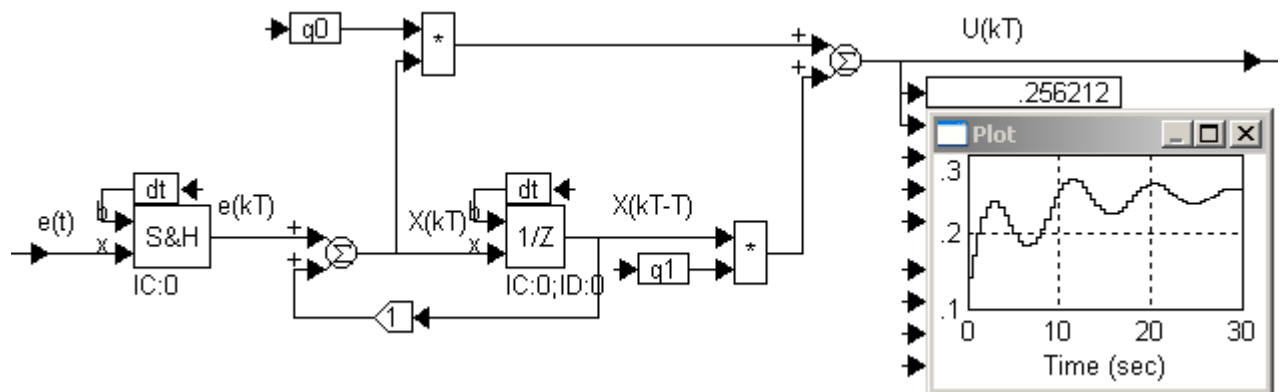 q0
*
+
+
Σ
U(kT)
.256212
Plot
.3
.2
.1
0
10
20
30
Time (sec)
e(t)
dt
b
x
S&H
IC:0
e(kT)
+
+
Σ
X(kT)
dt
b
x
1/Z
IC:0;ID:0
X(kT-T)
q1
*
1